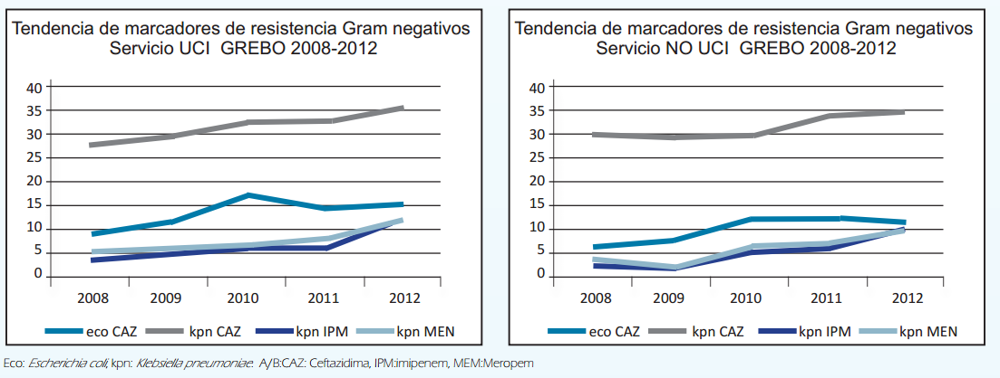 Tendencia de marcadores de resistencia Gram negativos
Servicio UCI GREBO 2008-2012
40
35
30
25
20
15
10
5
0
2008 2009 2010 2011 2012
eco CAZ kpn CAZ kpn IPM kpn MEN
Tendencia de marcadores de resistencia Gram negativos
Servicio NO UCI GREBO 2008-2012
40
35
30
25
20
15
10
5
0
2008 2009 2010 2011 2012
eco CAZ kpn CAZ kpn IPM kpn MEN
Eco: Escherichia coli, kpn: Klebsiella pneumoniae. A/B:CAZ: Ceftazidima, IPM:imipenem, MEM:Meropem